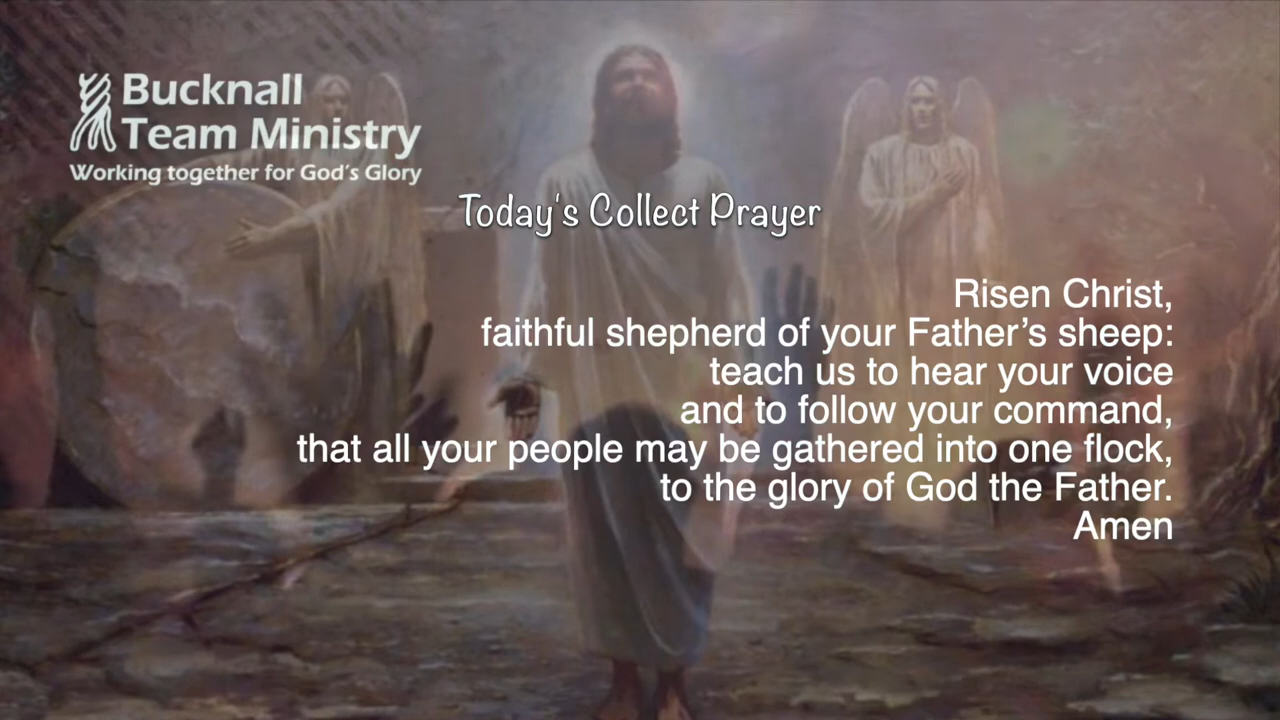 Bucknall
Team Ministry
Working together for God's Glory
Today's Collect Prayer
Risen Christ,
faithful shepherd of your Father’s sheep:
teach us to hear your voice
and to follow your command,
that all your people may be gathered into one flock,
to the glory of God the Father.
Amen